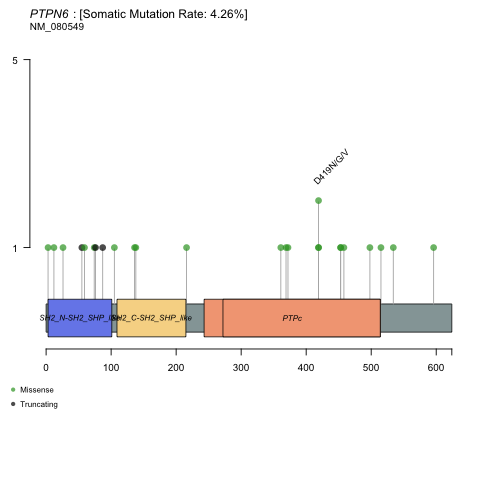 PTPN6 : [Somatic Mutation Rate: 4.26%]
NM_080549
5
D419N/G/V
1
SH2_N-SH2_SHP_like
SH2_C-SH2_SHP_like
PTPc
0 100 200 300 400 500 600
Missense
Truncating